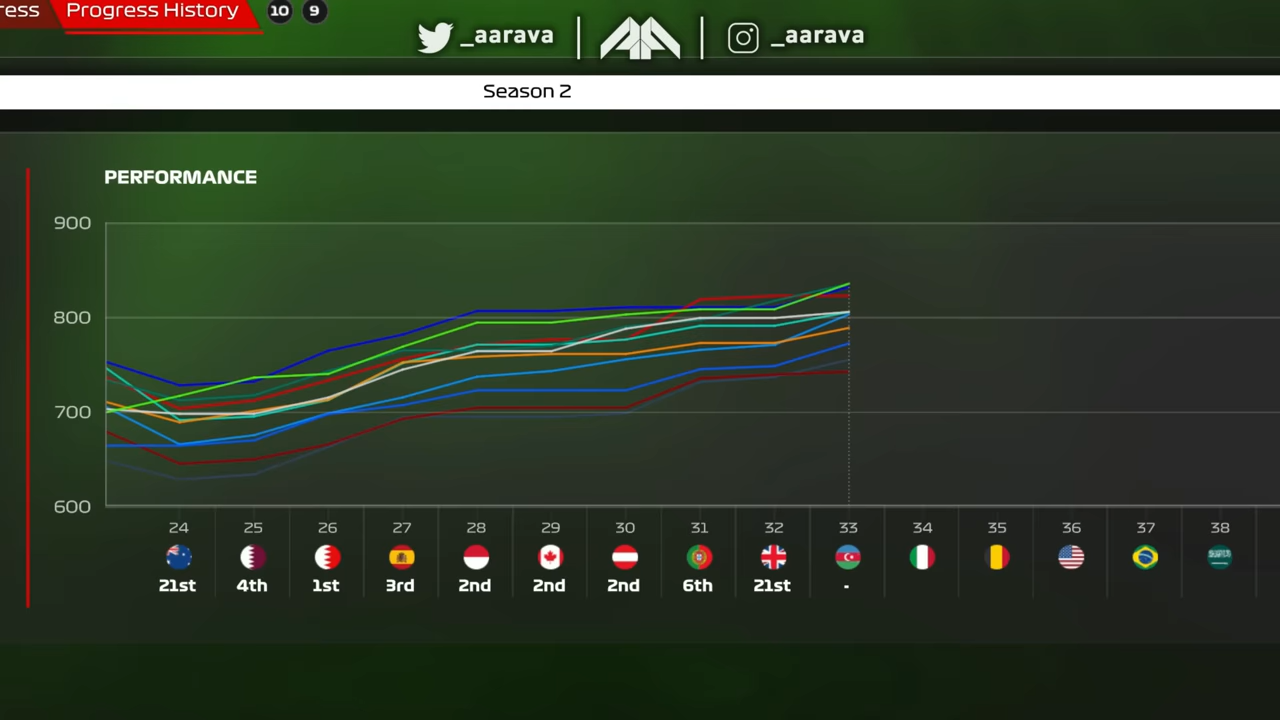 ress Progress History 10 9
_aarava _aarava
Season 2
PERFORMANCE
900
800
700
600
24 25 26 27 28 29 30 31 32 33 34 35 36 37 38
21st 4th 1st 3rd 2nd 2nd 2nd 6th 21st -